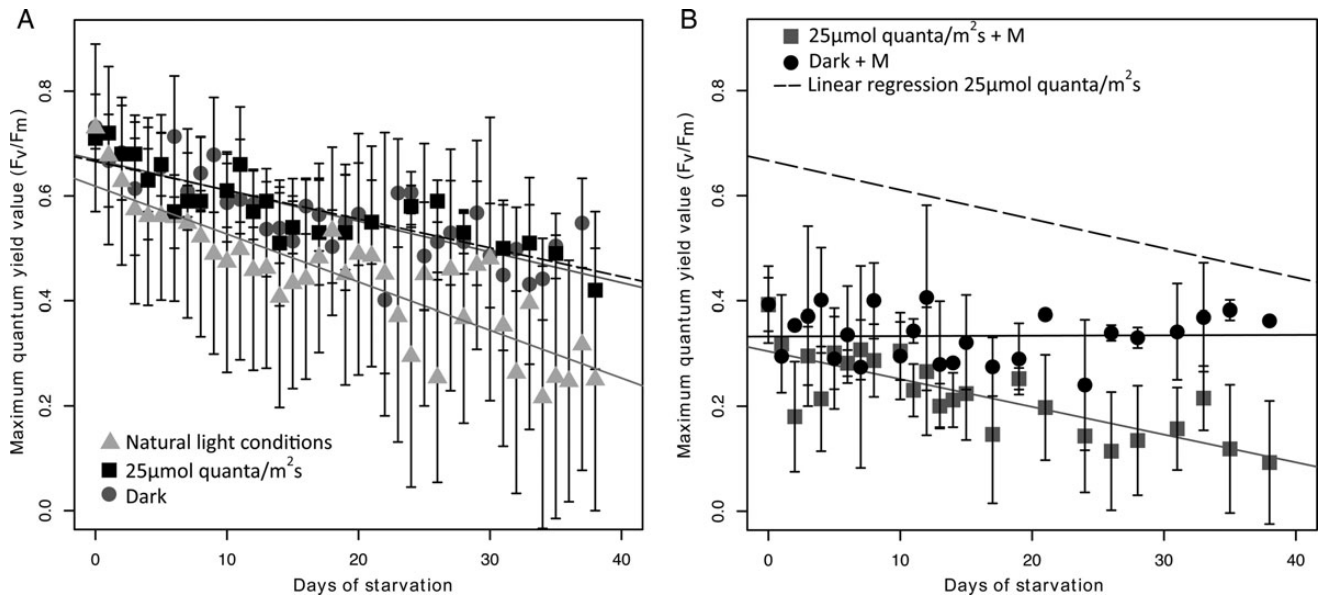 A
Maximum quantum yield value (Fv/Fm)
0.8
0.6
0.4
0.2
0.0
Natural light conditions
25μmol quanta/m²s
Dark
0
10
20
30
40
Days of starvation
B
Maximum quantum yield value (Fv/Fm)
0.8
0.6
0.4
0.2
0.0
25μmol quanta/m²s + M
Dark + M
Linear regression 25μmol quanta/m²s
0
10
20
30
40
Days of starvation